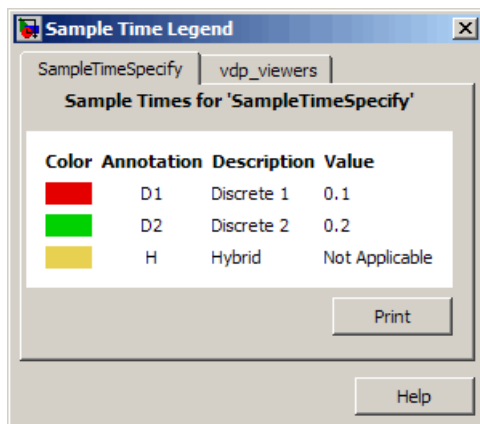 Sample Time Legend
SampleTimeSpecify vdp_viewers
Sample Times for 'SampleTimeSpecify'
Color Annotation Description Value
D1 Discrete 1 0.1
D2 Discrete 2 0.2
H Hybrid Not Applicable
Print
Help